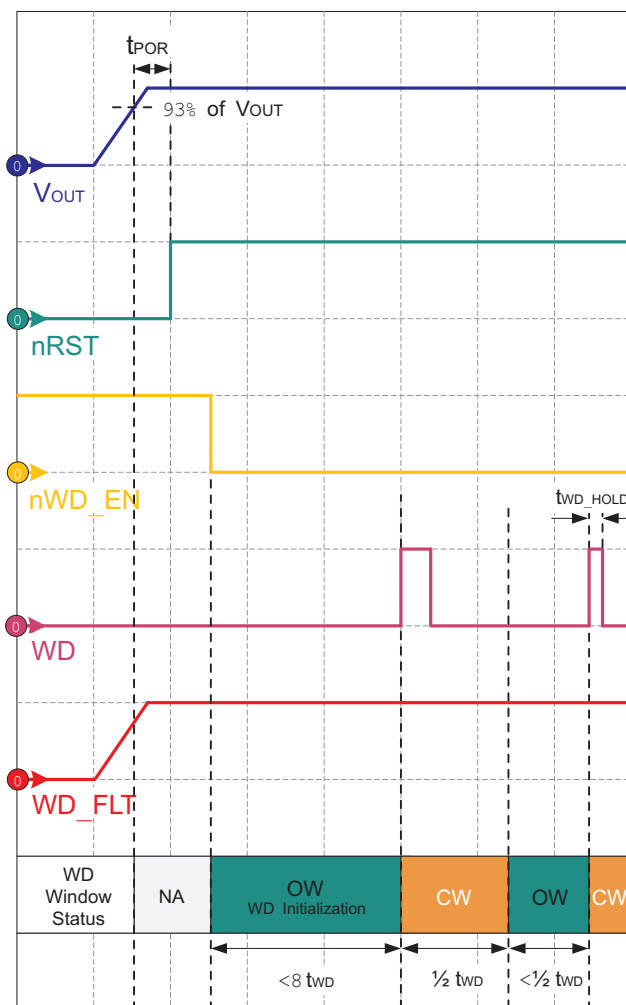 tPOR
93% of VOUT
0
VOUT
0
nRST
0
nWD_EN
tWD_HOLD
0
WD
0
WD_FLT
WD
Window
Status
NA
OW
WD Initialization
CW
OW
CW
<8 tWD
½ tWD
<½ tWD